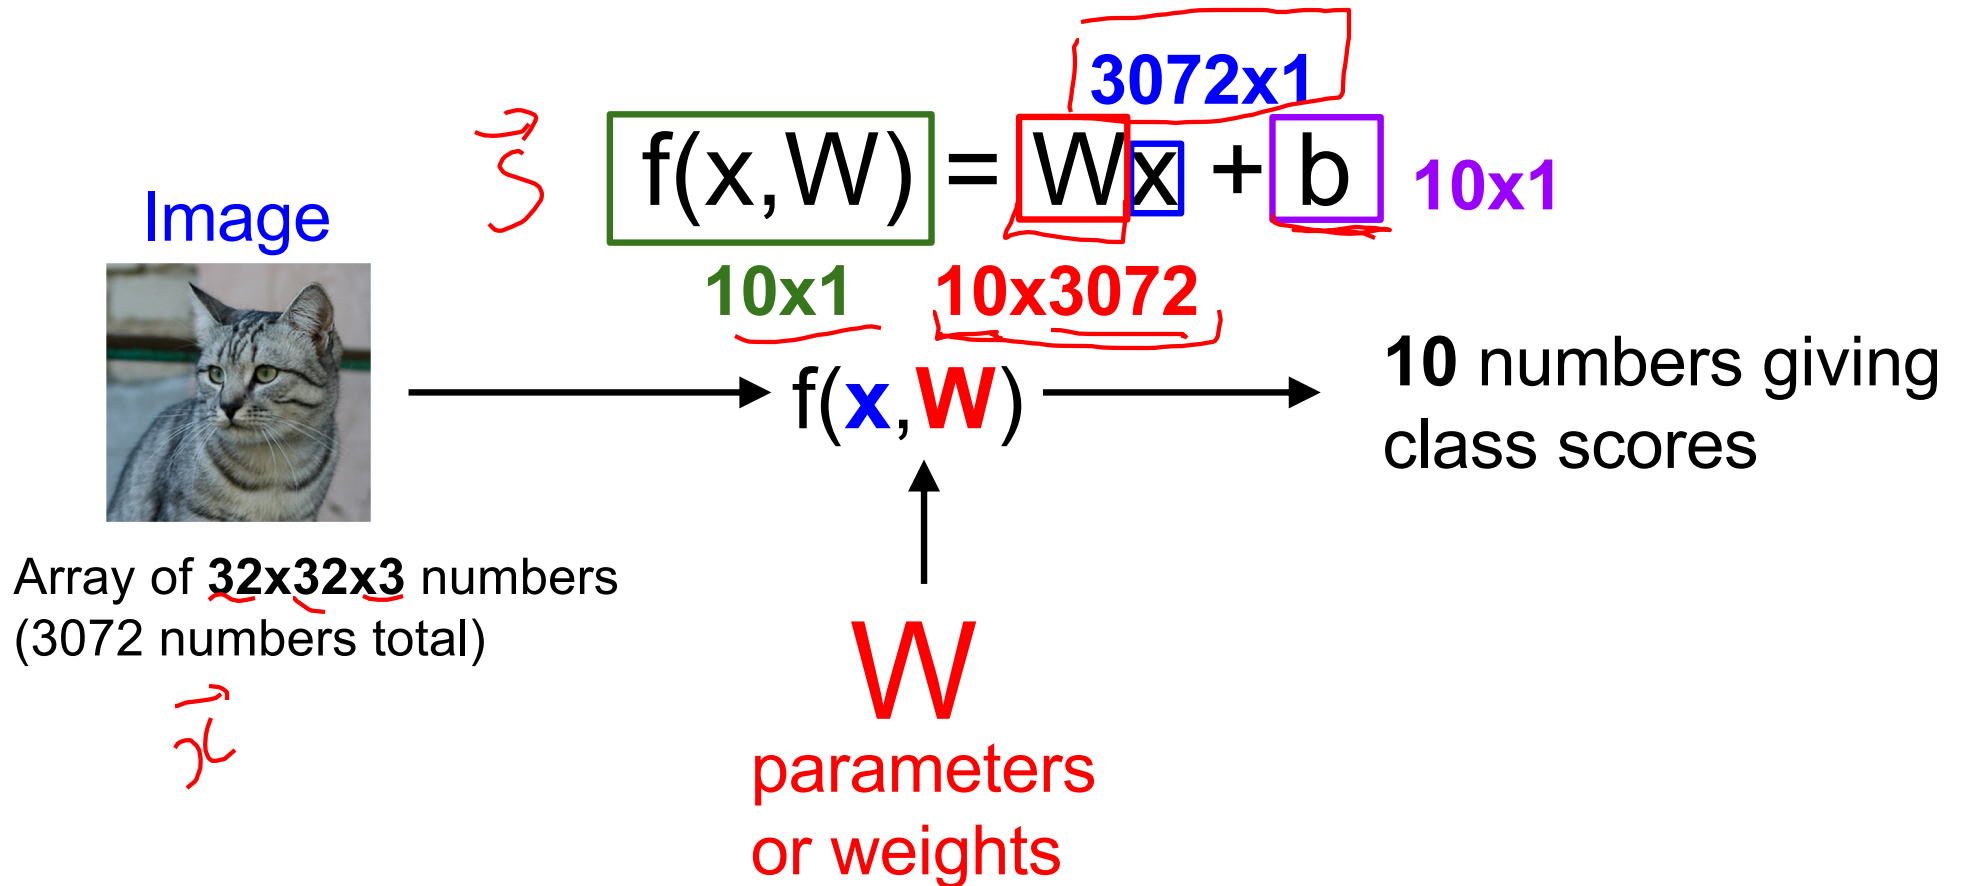 3072x1
s
f(x,W) = Wx + b 10x1
Image
10x1 10x3072
f(x,W)
10 numbers giving
class scores
Array of 32x32x3 numbers
(3072 numbers total)
x
W
parameters
or weights